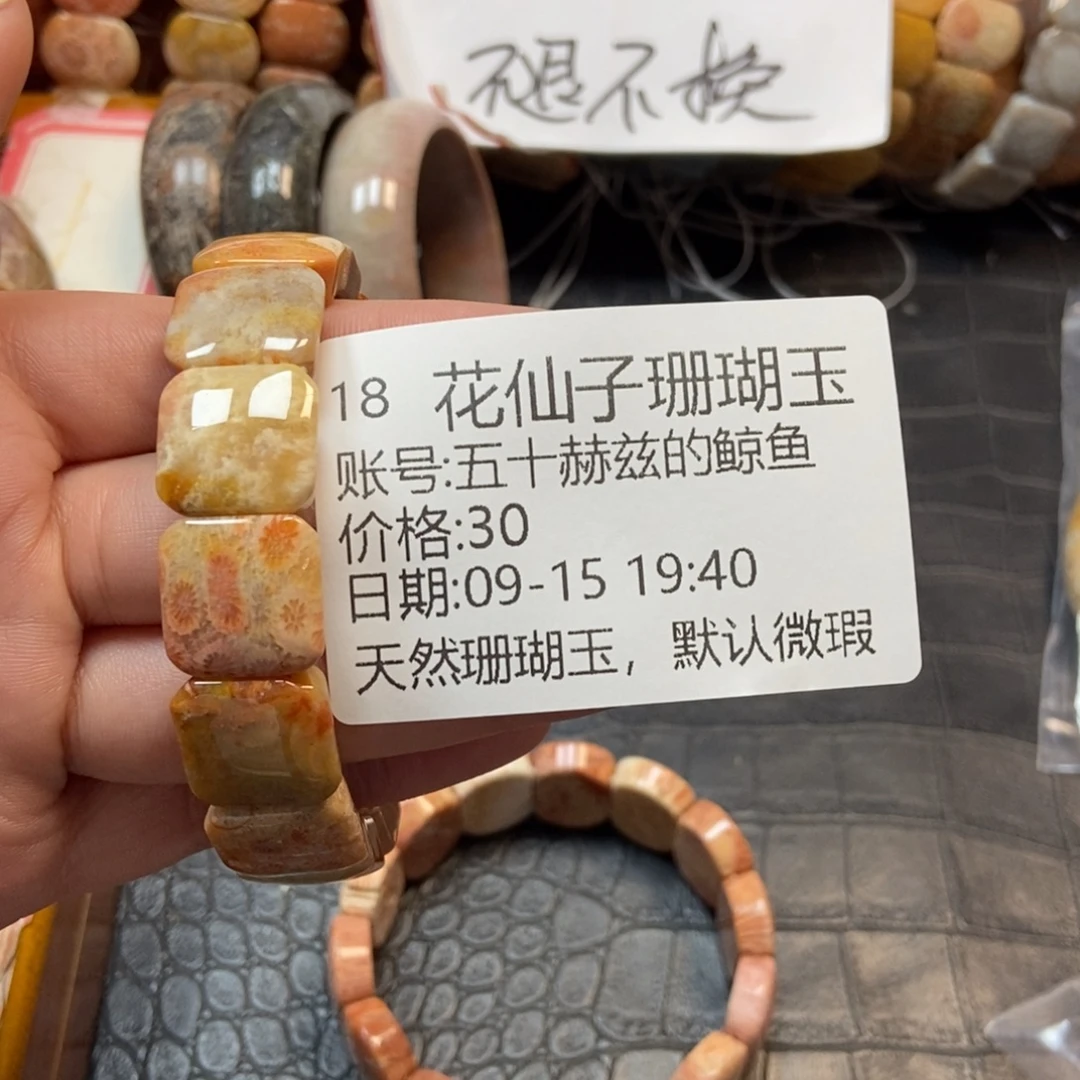 不退不换
18 花仙子珊瑚玉
账号:五十赫兹的鲸鱼
价格:30
日期:09-15 19:40
天然珊瑚玉，默认微瑕